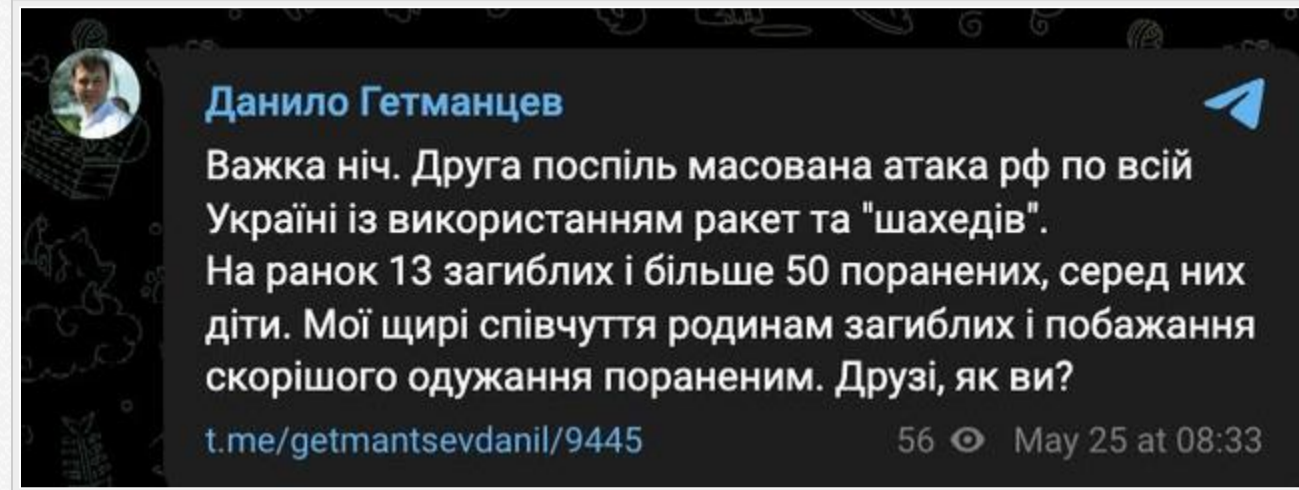 Данило Гетманцев
Важка ніч. Друга поспіль масована атака рф по всій
Україні із використанням ракет та "шахедів".
На ранок 13 загиблих і більше 50 поранених, серед них
діти. Мої щирі співчуття родинам загиблих і побажання
скорішого одужання пораненим. Друзі, як ви?
t.me/getmantsevdanil/9445 56 May 25 at 08:33